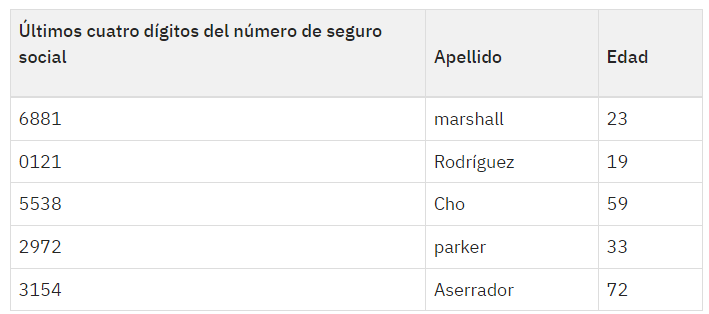 Últimos cuatro dígitos del número de seguro
social Apellido Edad
6881 marshall 23
0121 Rodríguez 19
5538 Cho 59
2972 parker 33
3154 Aserrador 72